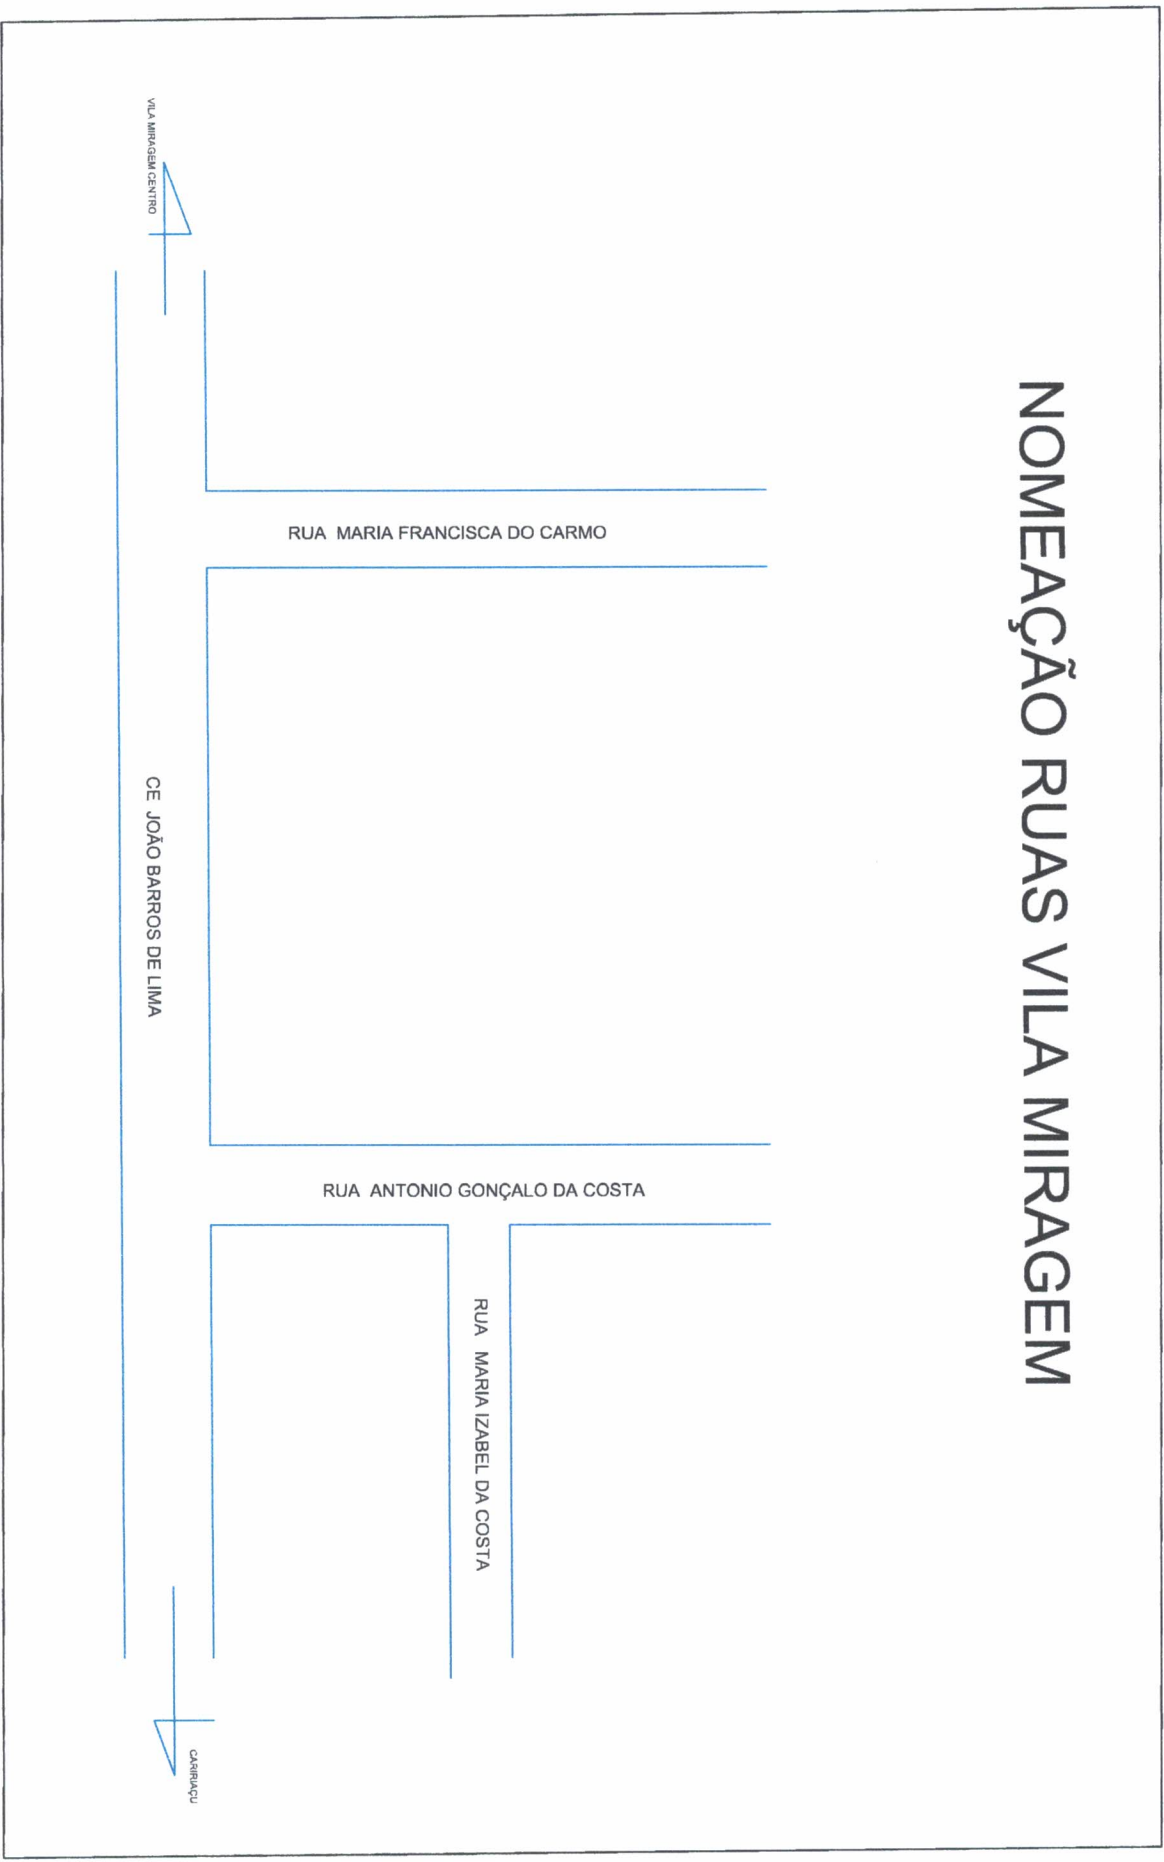 NOMEAÇÃO RUAS VILA MIRAGEM
RUA MARIA FRANCISCA DO CARMO
RUA ANTONIO GONÇALO DA COSTA
RUA MARIA IZABEL DA COSTA
VILA MIRAGEM CENTRO
CE JOÃO BARROS DE LIMA
CARIRIAÇU